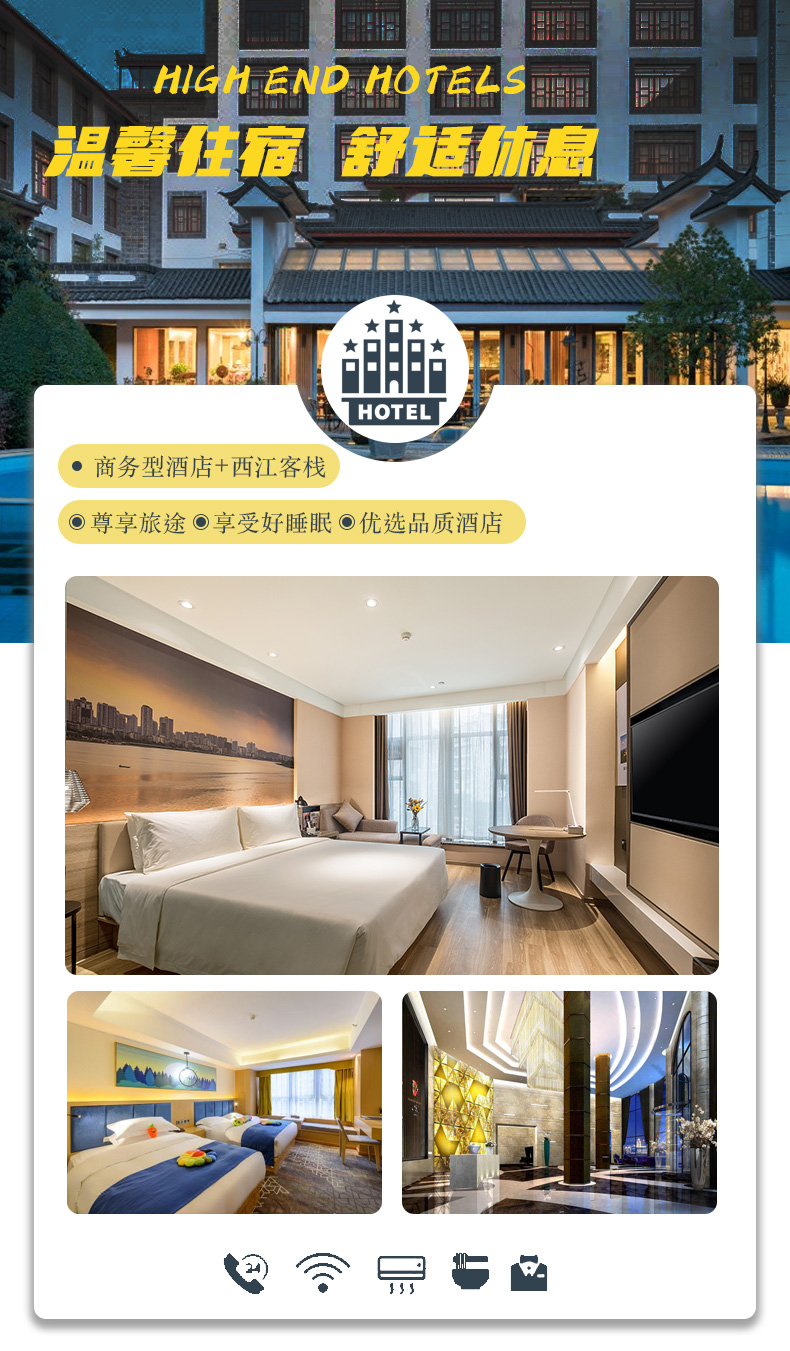 HIGH END HOTELS
温馨住宿 舒适休息
HOTEL
• 商务型酒店+西江客栈
◉尊享旅途 ◉享受好睡眠 ◉优选品质酒店
24